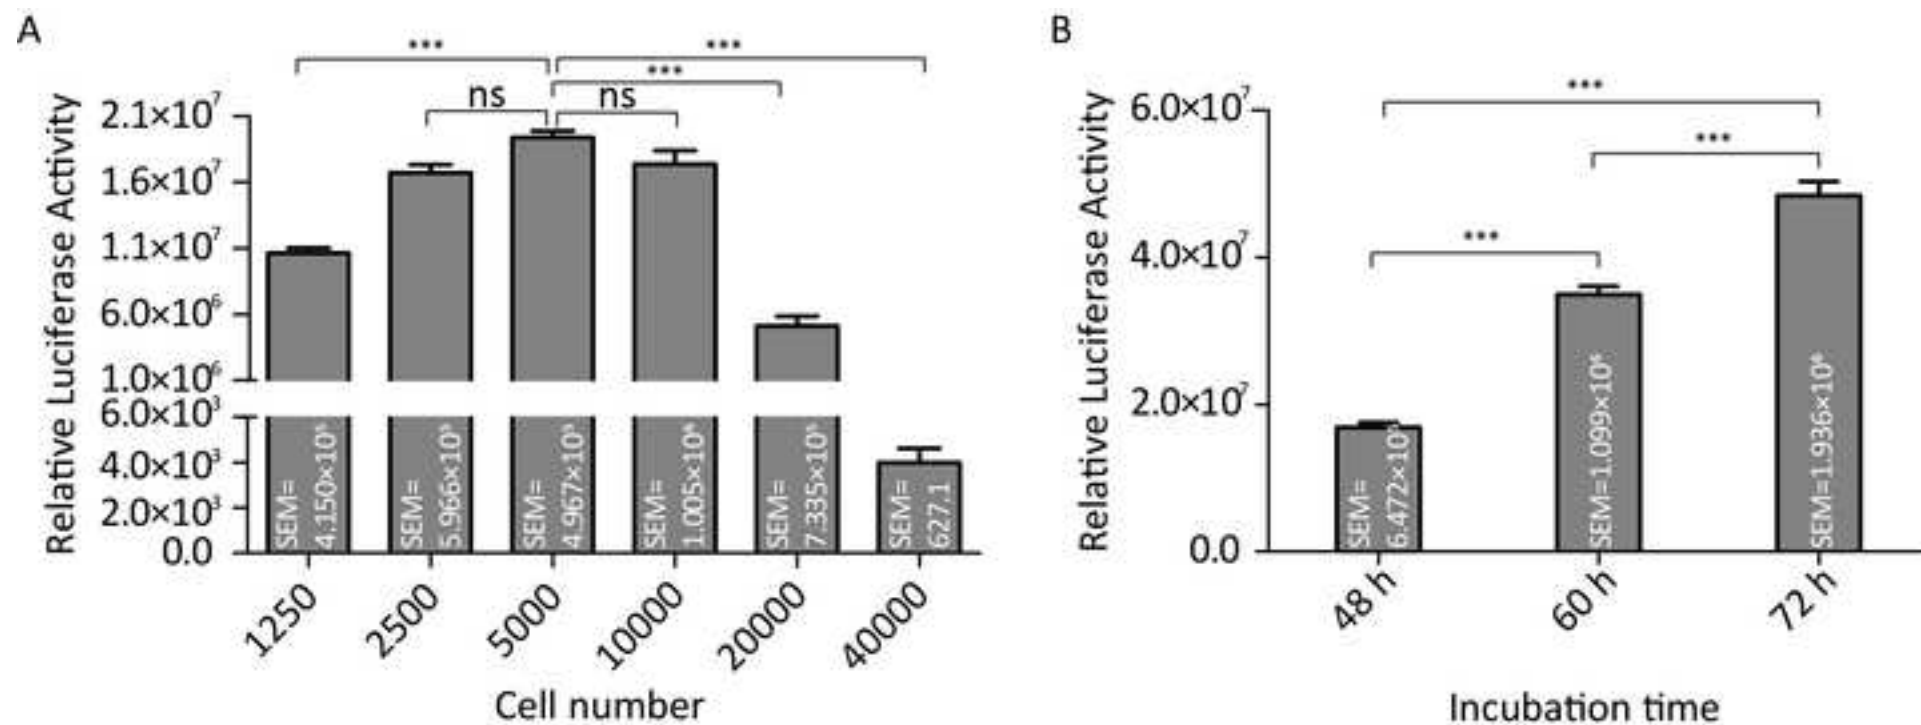 A
***
***
***
ns
ns
Relative Luciferase Activity
2.1×10⁷
1.6×10⁷
1.1×10⁷
6.0×10⁶
1.0×10⁶
6.0×10³
4.0×10³
2.0×10³
0.0
SEM=
4.150×10⁵
SEM=
5.966×10⁵
SEM=
4.967×10⁵
SEM=
1.005×10⁶
SEM=
7.335×10⁵
SEM=
627.1
1250
2500
5000
10000
20000
40000
Cell number
B
***
***
***
Relative Luciferase Activity
6.0×10⁷
4.0×10⁷
2.0×10⁷
0.0
SEM=
6.472×10⁵
SEM=1.099×10⁶
SEM=1.936×10⁶
48 h
60 h
72 h
Incubation time